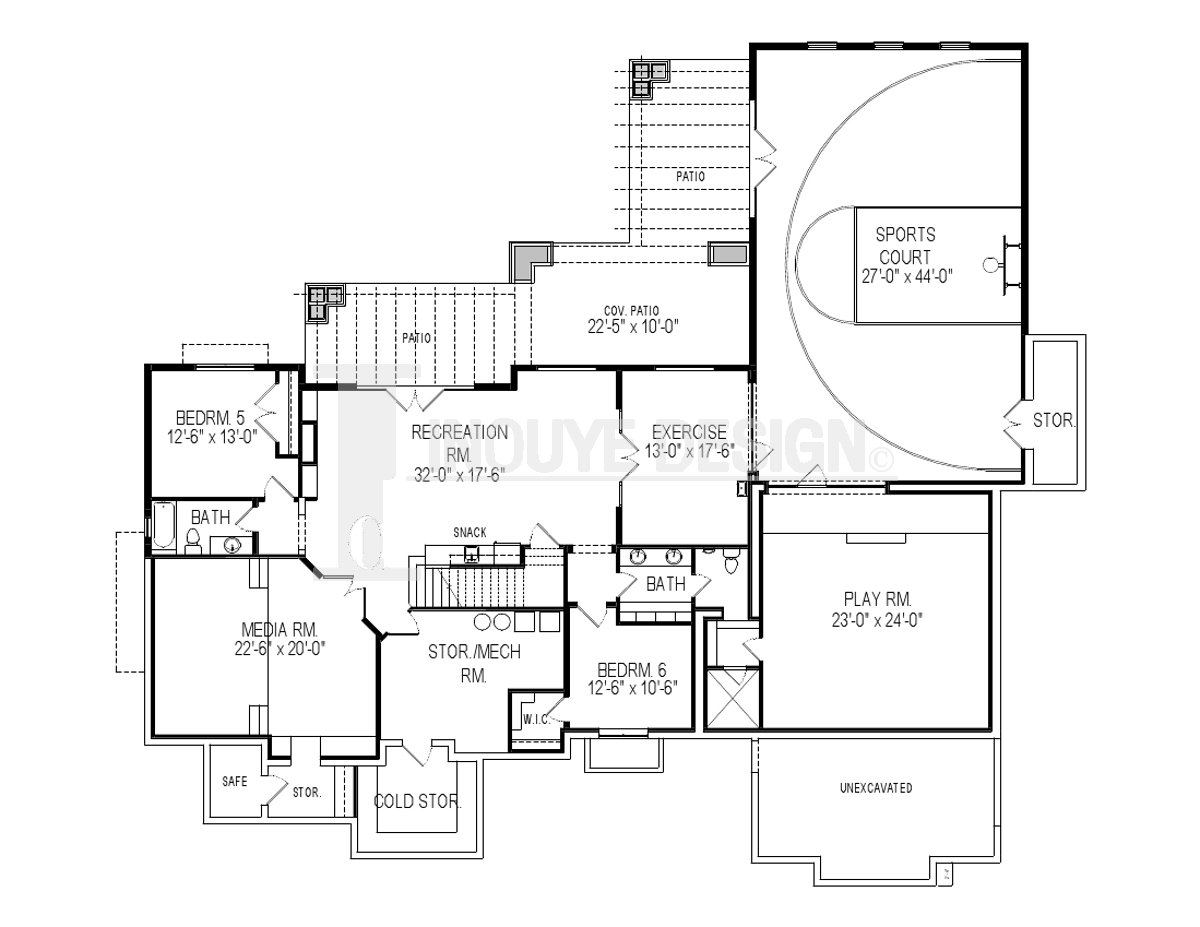 PATIO
SPORTS
COURT
27'-0" x 44'-0"
COV. PATIO
22'-5" x 10'-0"
PATIO
BEDRM. 5
12'-6" x 13'-0"
RECREATION
RM.
32'-0" x 17'-6"
EXERCISE
13'-0" x 17'-6"
STOR.
INOUYE DESIGN©
BATH
SNACK
BATH
PLAY RM.
23'-0" x 24'-0"
MEDIA RM.
22'-6" x 20'-0"
STOR./MECH
RM.
BEDRM. 6
12'-6" x 10'-6"
W.I.C.
SAFE
STOR.
COLD STOR.
UNEXCAVATED